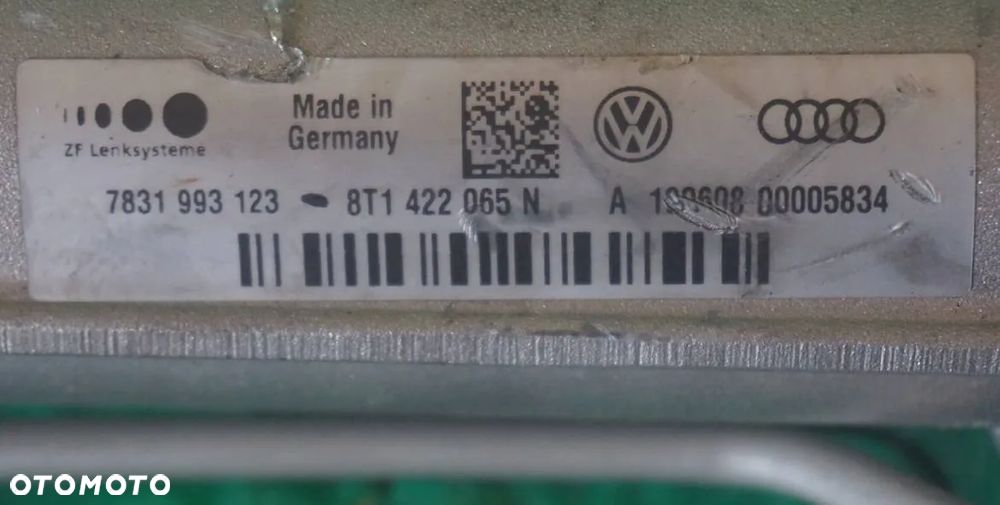 Made in
Germany
ZF Lenksysteme
7831 993 123 - 8T1 422 065 N A 00005834
OTOMOTO